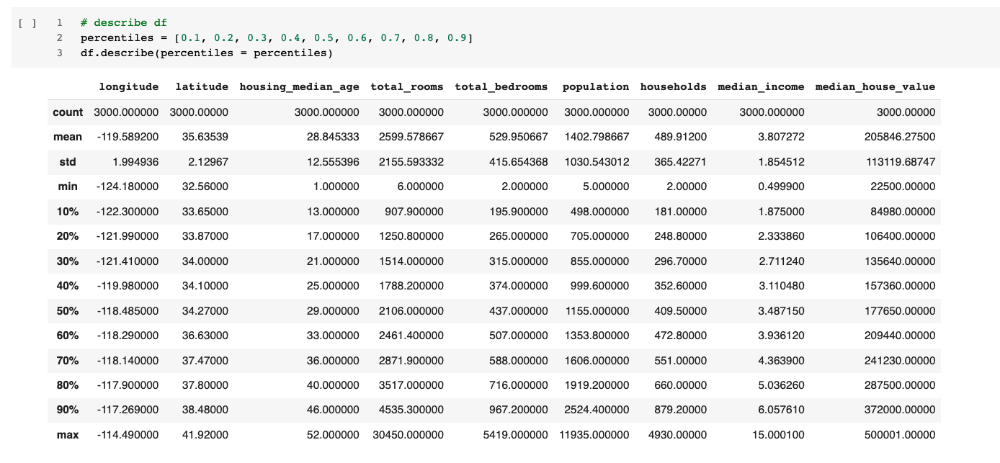 [ ] 1 # describe df
2 percentiles = [0.1, 0.2, 0.3, 0.4, 0.5, 0.6, 0.7, 0.8, 0.9]
3 df.describe(percentiles = percentiles)
longitude latitude housing_median_age total_rooms total_bedrooms population households median_income median_house_value
count 3000.000000 3000.00000 3000.000000 3000.000000 3000.000000 3000.000000 3000.00000 3000.000000 3000.00000
mean -119.589200 35.63539 28.845333 2599.578667 529.950667 1402.798667 489.91200 3.807272 205846.27500
std 1.994936 2.12967 12.555396 2155.593332 415.654368 1030.543012 365.42271 1.854512 113119.68747
min -124.180000 32.56000 1.000000 6.000000 2.000000 5.000000 2.00000 0.499900 22500.00000
10% -122.300000 33.65000 13.000000 907.900000 195.900000 498.000000 181.00000 1.875000 84980.00000
20% -121.990000 33.87000 17.000000 1250.800000 265.000000 705.000000 248.80000 2.333860 106400.00000
30% -121.410000 34.00000 21.000000 1514.000000 315.000000 855.000000 296.70000 2.711240 135640.00000
40% -119.980000 34.10000 25.000000 1788.200000 374.000000 999.600000 352.60000 3.110480 157360.00000
50% -118.485000 34.27000 29.000000 2106.000000 437.000000 1155.000000 409.50000 3.487150 177650.00000
60% -118.290000 36.63000 33.000000 2461.400000 507.000000 1353.800000 472.80000 3.936120 209440.00000
70% -118.140000 37.47000 36.000000 2871.900000 588.000000 1606.000000 551.00000 4.363900 241230.00000
80% -117.900000 37.80000 40.000000 3517.000000 716.000000 1919.200000 660.00000 5.036260 287500.00000
90% -117.269000 38.48000 46.000000 4535.300000 967.200000 2524.400000 879.20000 6.057610 372000.00000
max -114.490000 41.92000 52.000000 30450.000000 5419.000000 11935.000000 4930.00000 15.000100 500001.00000